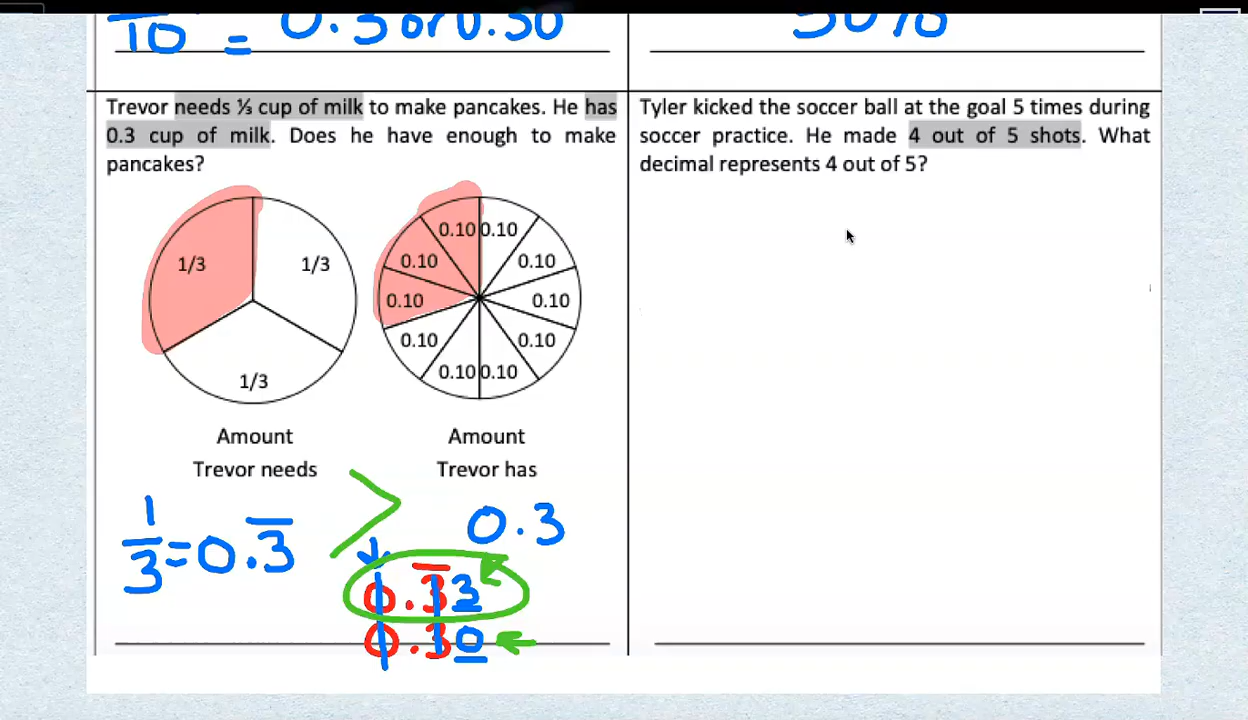 10 = 0.3 or 0.30
30%
Trevor needs ⅓ cup of milk to make pancakes. He has
0.3 cup of milk. Does he have enough to make
pancakes?
1/3 1/3
1/3
0.10 0.10
0.10 0.10
0.10 0.10
0.10 0.10
0.10 0.10
Amount
Trevor needs
Amount
Trevor has
1/3 = 0.3̅ > 0.3
0.3̅3
0.30
Tyler kicked the soccer ball at the goal 5 times during
soccer practice. He made 4 out of 5 shots. What
decimal represents 4 out of 5?